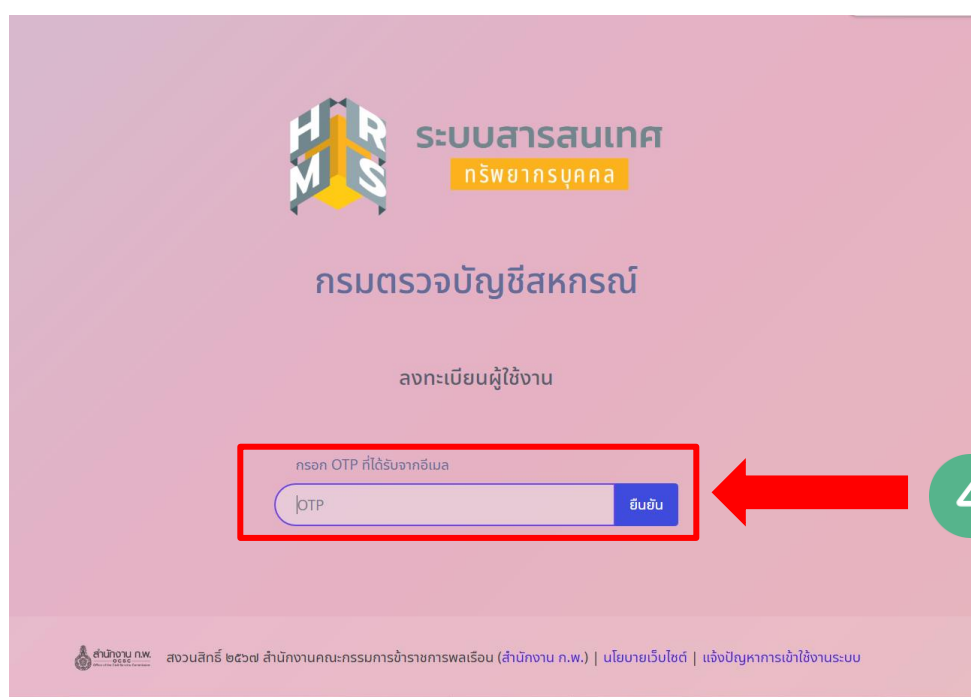 HR
MS
ระบบสารสนเทศ
ทรัพยากรบุคคล
กรมตรวจบัญชีสหกรณ์
ลงทะเบียนผู้ใช้งาน
กรอก OTP ที่ได้รับจากอีเมล
OTP ยืนยัน
4
สำนักงาน ก.พ. สงวนสิทธิ์ ๒๕๖๗ สำนักงานคณะกรรมการข้าราชการพลเรือน (สำนักงาน ก.พ.) | นโยบายเว็บไซต์ | แจ้งปัญหาการเข้าใช้งานระบบ
OCSC